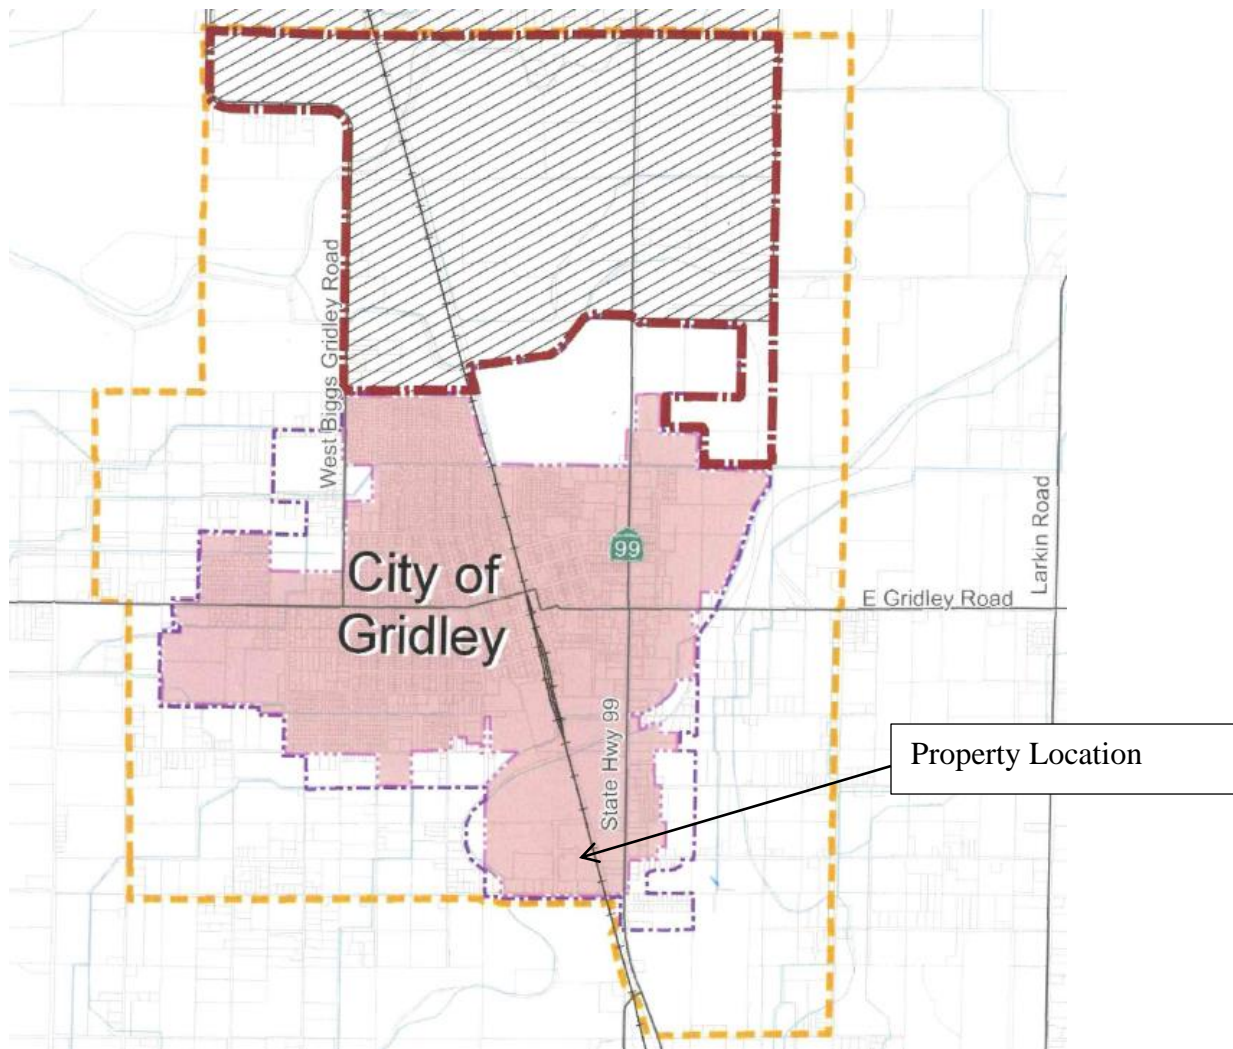 West Biggs Gridley Road
99
City of
Gridley
E Gridley Road
Larkin Road
State Hwy 99
Property Location